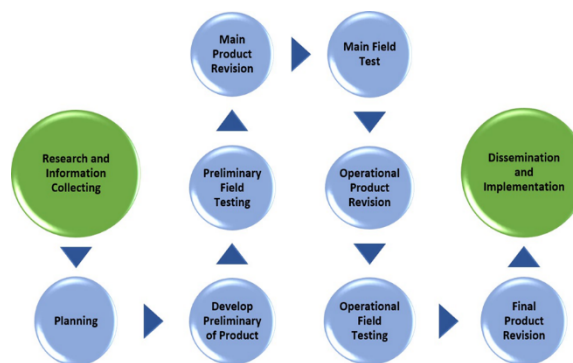 Research and
Information
Collecting
Planning
Develop
Preliminary
of Product
Preliminary
Field
Testing
Main
Product
Revision
Main Field
Test
Operational
Product
Revision
Operational
Field
Testing
Final
Product
Revision
Dissemination
and
Implementation